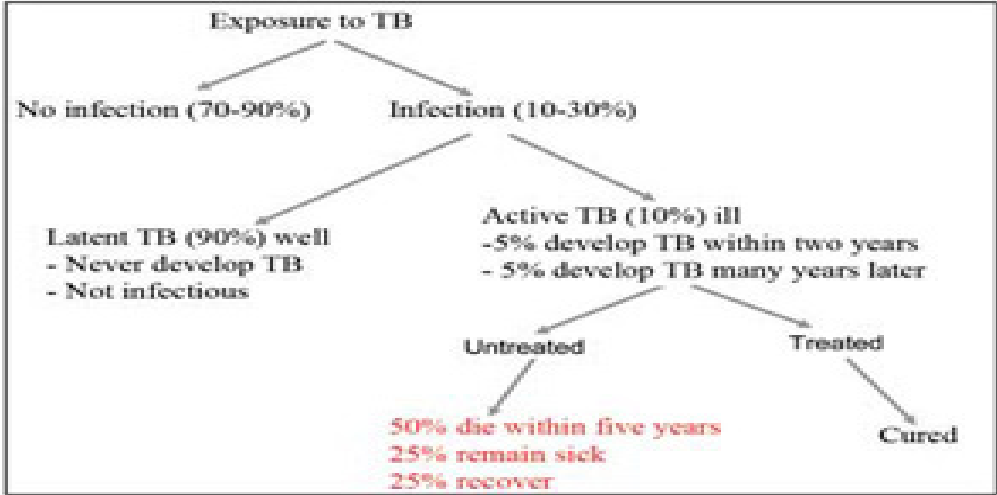 Exposure to TB
No infection (70-90%)
Infection (10-30%)
Latent TB (90%) well
- Never develop TB
- Not infectious
Active TB (10%) ill
-5% develop TB within two years
- 5% develop TB many years later
Untreated
Treated
50% die within five years
25% remain sick
25% recover
Cured